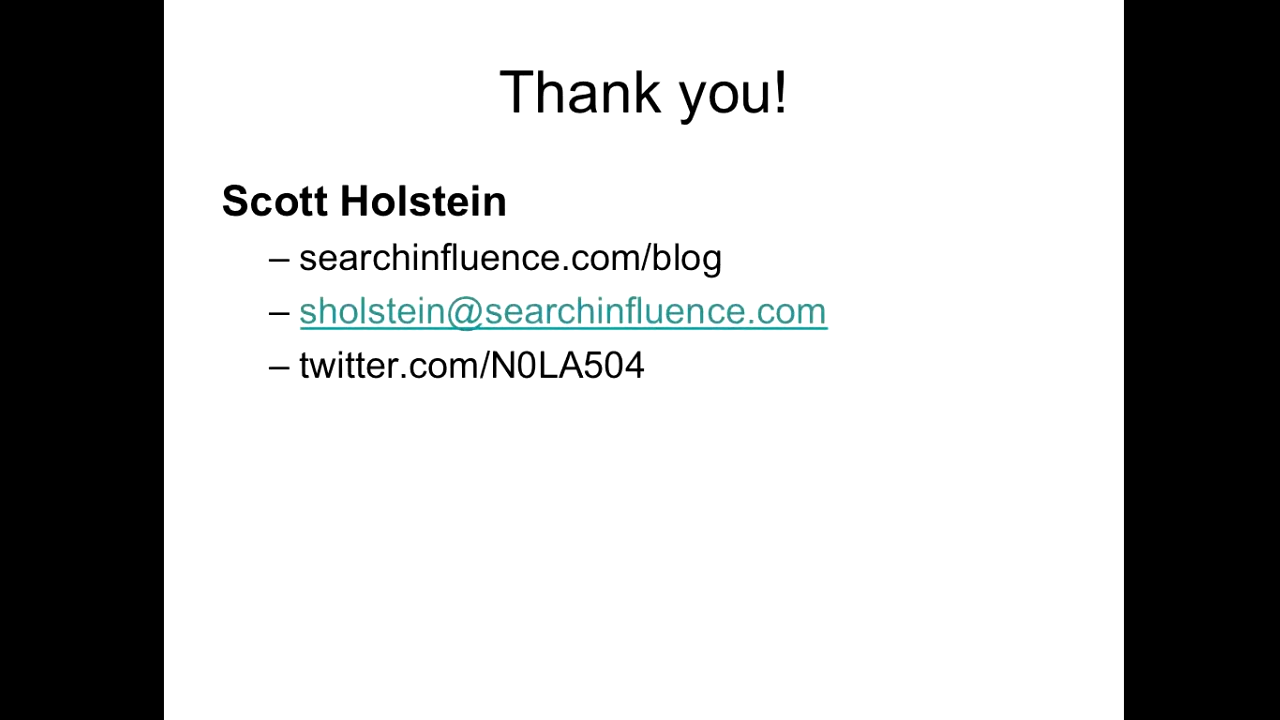 Thank you!
Scott Holstein
– searchinfluence.com/blog
– sholstein@searchinfluence.com
– twitter.com/N0LA504